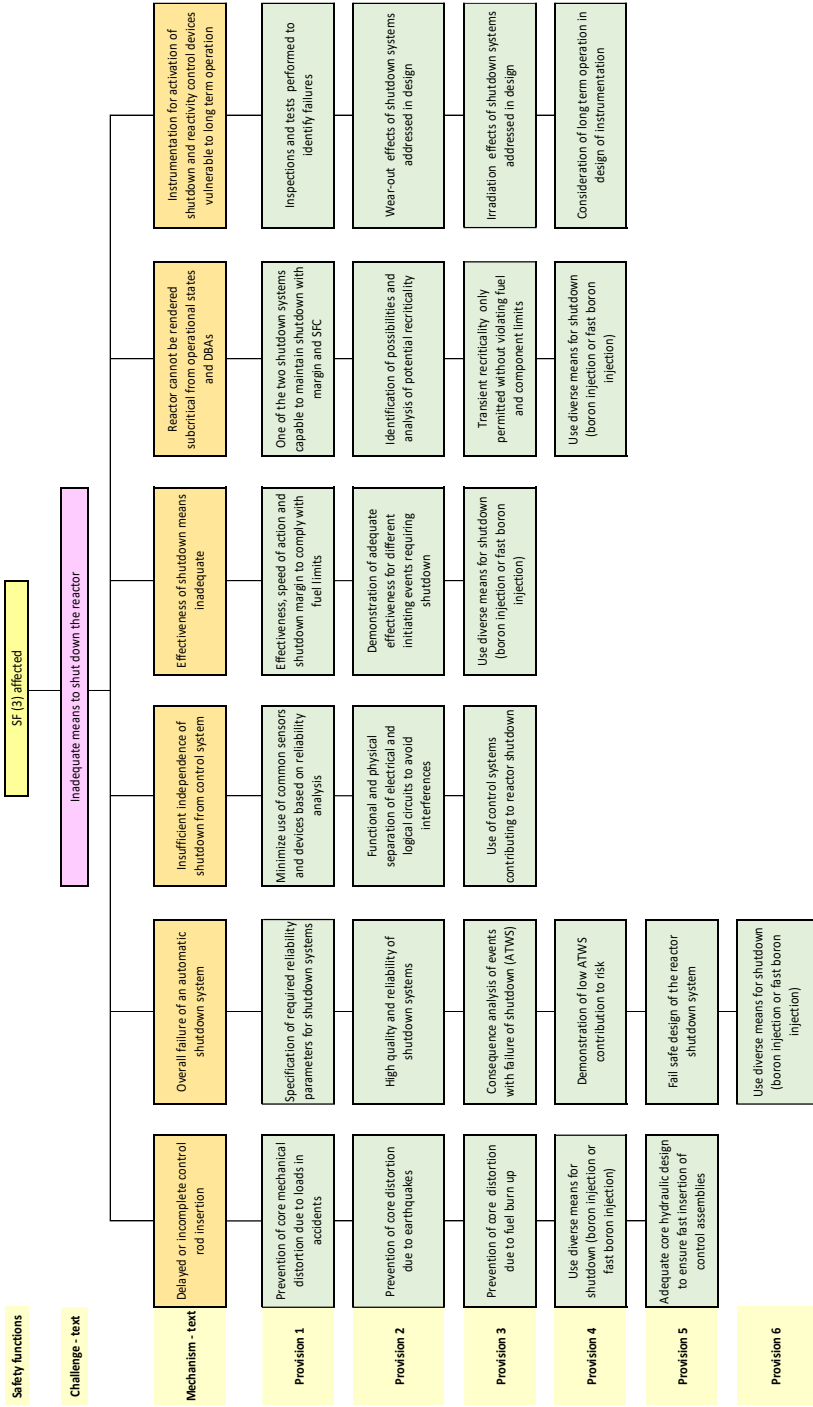 Safety functions
SF (3) affected
Challenge - text
Inadequate means to shut down the reactor
Mechanism - text
Delayed or incomplete control
rod insertion
Overall failure of an automatic
shutdown system
Insufficient independence of
shutdown from control system
Effectiveness of shutdown means
inadequate
Reactor cannot be rendered
subcritical from operational states
and DBAs
Instrumentation for activation of
shutdown and reactivity control devices
vulnerable to long term operation
Provision 1
Prevention of core mechanical
distortion due to loads in
accidents
Specification of required reliability
parameters for shutdown systems
Minimize use of common sensors
and devices based on reliability
analysis
Effectiveness, speed of action and
shutdown margin to comply with
fuel limits
One of the two shutdown systems
capable to maintain shutdown with
margin and SFC
Inspections and tests performed to
identify failures
Provision 2
Prevention of core distortion
due to earthquakes
High quality and reliability of
shutdown systems
Functional and physical
separation of electrical and
logical circuits to avoid
interferences
Demonstration of adequate
effectiveness for different
initiating events requiring
shutdown
Identification of possibilities and
analysis of potential recriticality
Wear-out effects of shutdown systems
addressed in design
Provision 3
Prevention of core distortion
due to fuel burn up
Consequence analysis of events
with failure of shutdown (ATWS)
Use of control systems
contributing to reactor shutdown
Use diverse means for shutdown
(boron injection or fast boron
injection)
Transient recriticality only
permitted without violating fuel
and component limits
Irradiation effects of shutdown systems
addressed in design
Provision 4
Use diverse means for
shutdown (boron injection or
fast boron injection)
Demonstration of low ATWS
contribution to risk
Use diverse means for shutdown
(boron injection or fast boron
injection)
Consideration of long term operation in
design of instrumentation
Provision 5
Adequate core hydraulic design
to ensure fast insertion of
control assemblies
Fail safe design of the reactor
shutdown system
Provision 6
Use diverse means for shutdown
(boron injection or fast boron
injection)